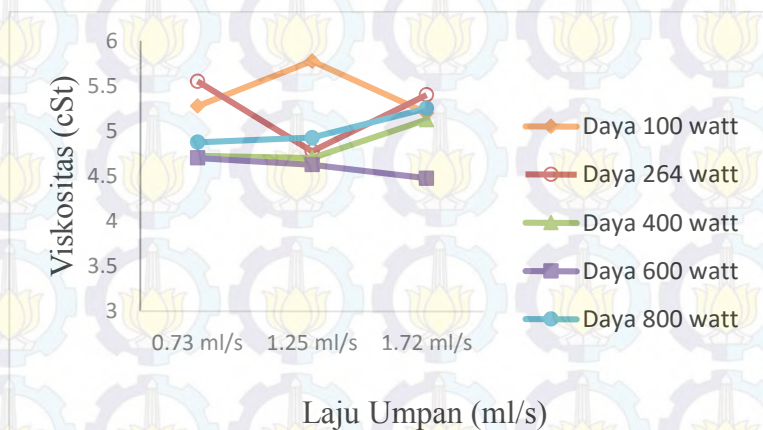 6
5.5
5
4.5
4
3.5
3
Viskositas (cSt)
0.73 ml/s 1.25 ml/s 1.72 ml/s
Laju Umpan (ml/s)
Daya 100 watt
Daya 264 watt
Daya 400 watt
Daya 600 watt
Daya 800 watt